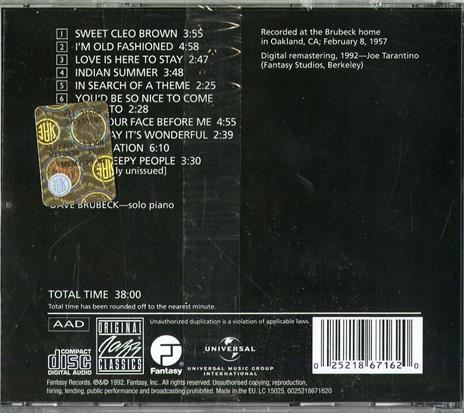 1 SWEET CLEO BROWN 3:55
2 I'M OLD FASHIONED 4:58
3 LOVE IS HERE TO STAY 2:47
4 INDIAN SUMMER 3:48
5 IN SEARCH OF A THEME 2:45
6 YOU'D BE SO NICE TO COME
TO 2:28
OUR FACE BEFORE ME 4:55
AY IT'S WONDERFUL 2:39
ATION 6:10
EEPY PEOPLE 3:30
ly unissued]
DAVE BRUBECK—solo piano
Recorded at the Brubeck home
in Oakland, CA; February 8, 1957
Digital remastering, 1992—Joe Tarantino
(Fantasy Studios, Berkeley)
TOTAL TIME 38:00
Total time has been rounded off to the nearest minute.
AAD
ORIGINAL
Jazz
CLASSICS
COMPACT
disc
DIGITAL AUDIO
Fantasy
Unauthorized duplication is a violation of applicable laws.
UNIVERSAL
UNIVERSAL MUSIC GROUP
INTERNATIONAL
0 25218 67162 0
Fantasy Records. ℗&© 1992, Fantasy, Inc.. All rights reserved. Unauthorised copying; reproduction,
hiring, lending, public performance and broadcasting prohibited. Made in the EU. LC 15025. 0025218671620